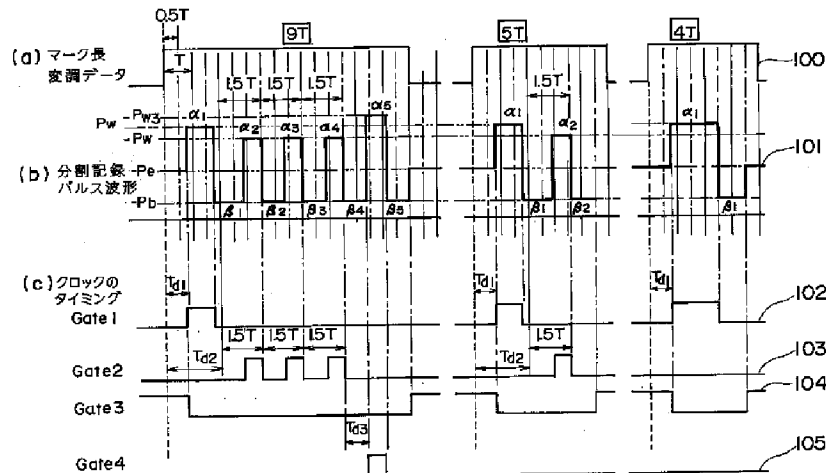 0.5T
(a) マーク長
変調データ
T
9T
5T
4T
100
1.5T 1.5T 1.5T
1.5T
Pw3
Pw
Pw
α1 α2 α3 α4 α5
α1 α2
α1
101
(b) 分割記録
パルス波形
Pe
Pb
β1 β2 β3 β4 β5
β1 β2
β1
(c) クロックの
タイミング
Td1
Td1
Td1
Gate1
102
1.5T 1.5T 1.5T
1.5T
Td2
Td2
Gate2
103
Gate3
104
Td3
Gate4
105